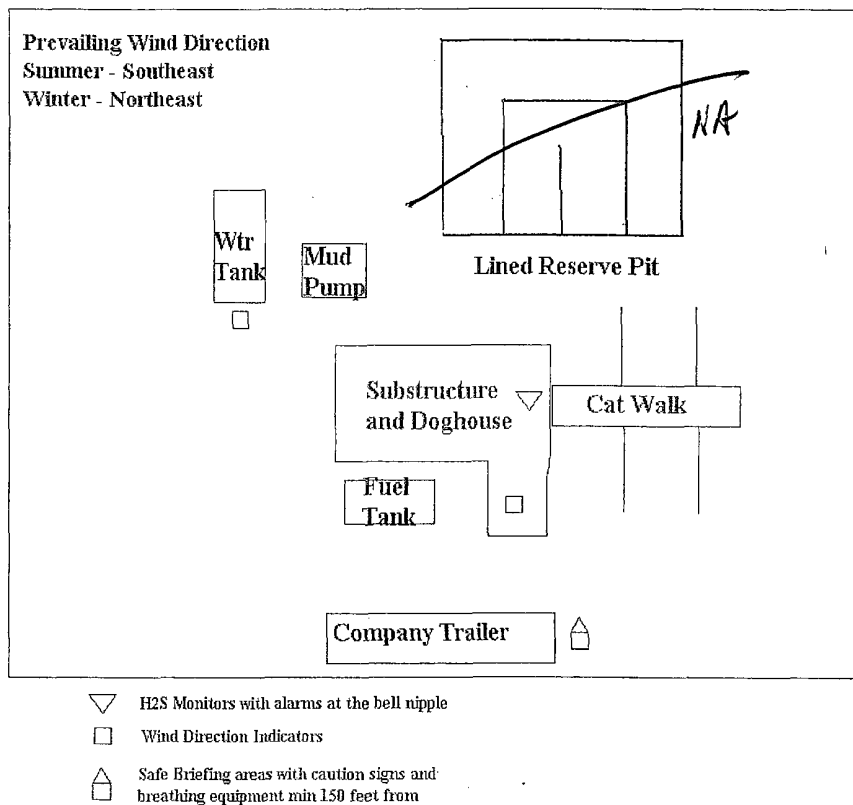 Prevailing Wind Direction
Summer - Southeast
Winter - Northeast
NA
Wtr
Tank
Mud
Pump
Lined Reserve Pit
Substructure
and Doghouse
Cat Walk
Fuel
Tank
Company Trailer
H2S Monitors with alarms at the bell nipple
Wind Direction Indicators
Safe Briefing areas with caution signs and
breathing equipment min 150 feet from